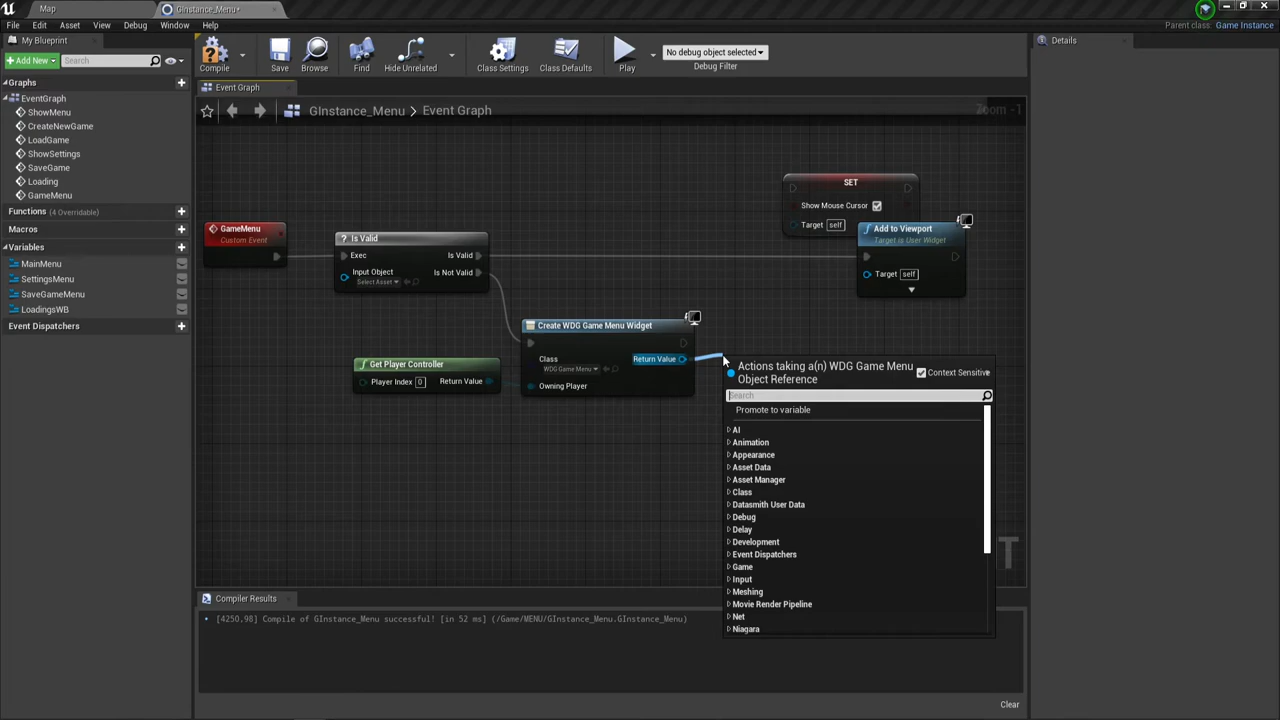 Map
GInstance_Menu*
File
Edit
Asset
View
Debug
Window
Help
Parent class: Game Instance
My Blueprint
Add New
Search
Compile
Save
Browse
Find
Hide Unrelated
Class Settings
Class Defaults
Play
No debug object selected
Debug Filter
Details
Graphs
EventGraph
ShowMenu
CreateNewGame
LoadGame
ShowSettings
SaveGame
Loading
GameMenu
Functions (4 Overridable)
Macros
Variables
MainMenu
SettingsMenu
SaveGameMenu
LoadingsWB
Event Dispatchers
Event Graph
GInstance_Menu > Event Graph
Zoom -1
SET
Show Mouse Cursor
Target self
GameMenu
Custom Event
? Is Valid
Exec
Is Valid
Input Object
Select Asset
Is Not Valid
Add to Viewport
Target is User Widget
Target self
Create WDG Game Menu Widget
Class
WDG Game Menu
Return Value
Owning Player
f Get Player Controller
Player Index 0
Return Value
Actions taking a(n) WDG Game Menu
Object Reference
Context Sensitive
Search
Promote to variable
AI
Animation
Appearance
Asset Data
Asset Manager
Class
Datasmith User Data
Debug
Delay
Development
Event Dispatchers
Game
Input
Meshing
Movie Render Pipeline
Net
Niagara
Compiler Results
[4250.98] Compile of GInstance_Menu successful! [in 52 ms] (/Game/MENU/GInstance_Menu.GInstance_Menu)
Clear